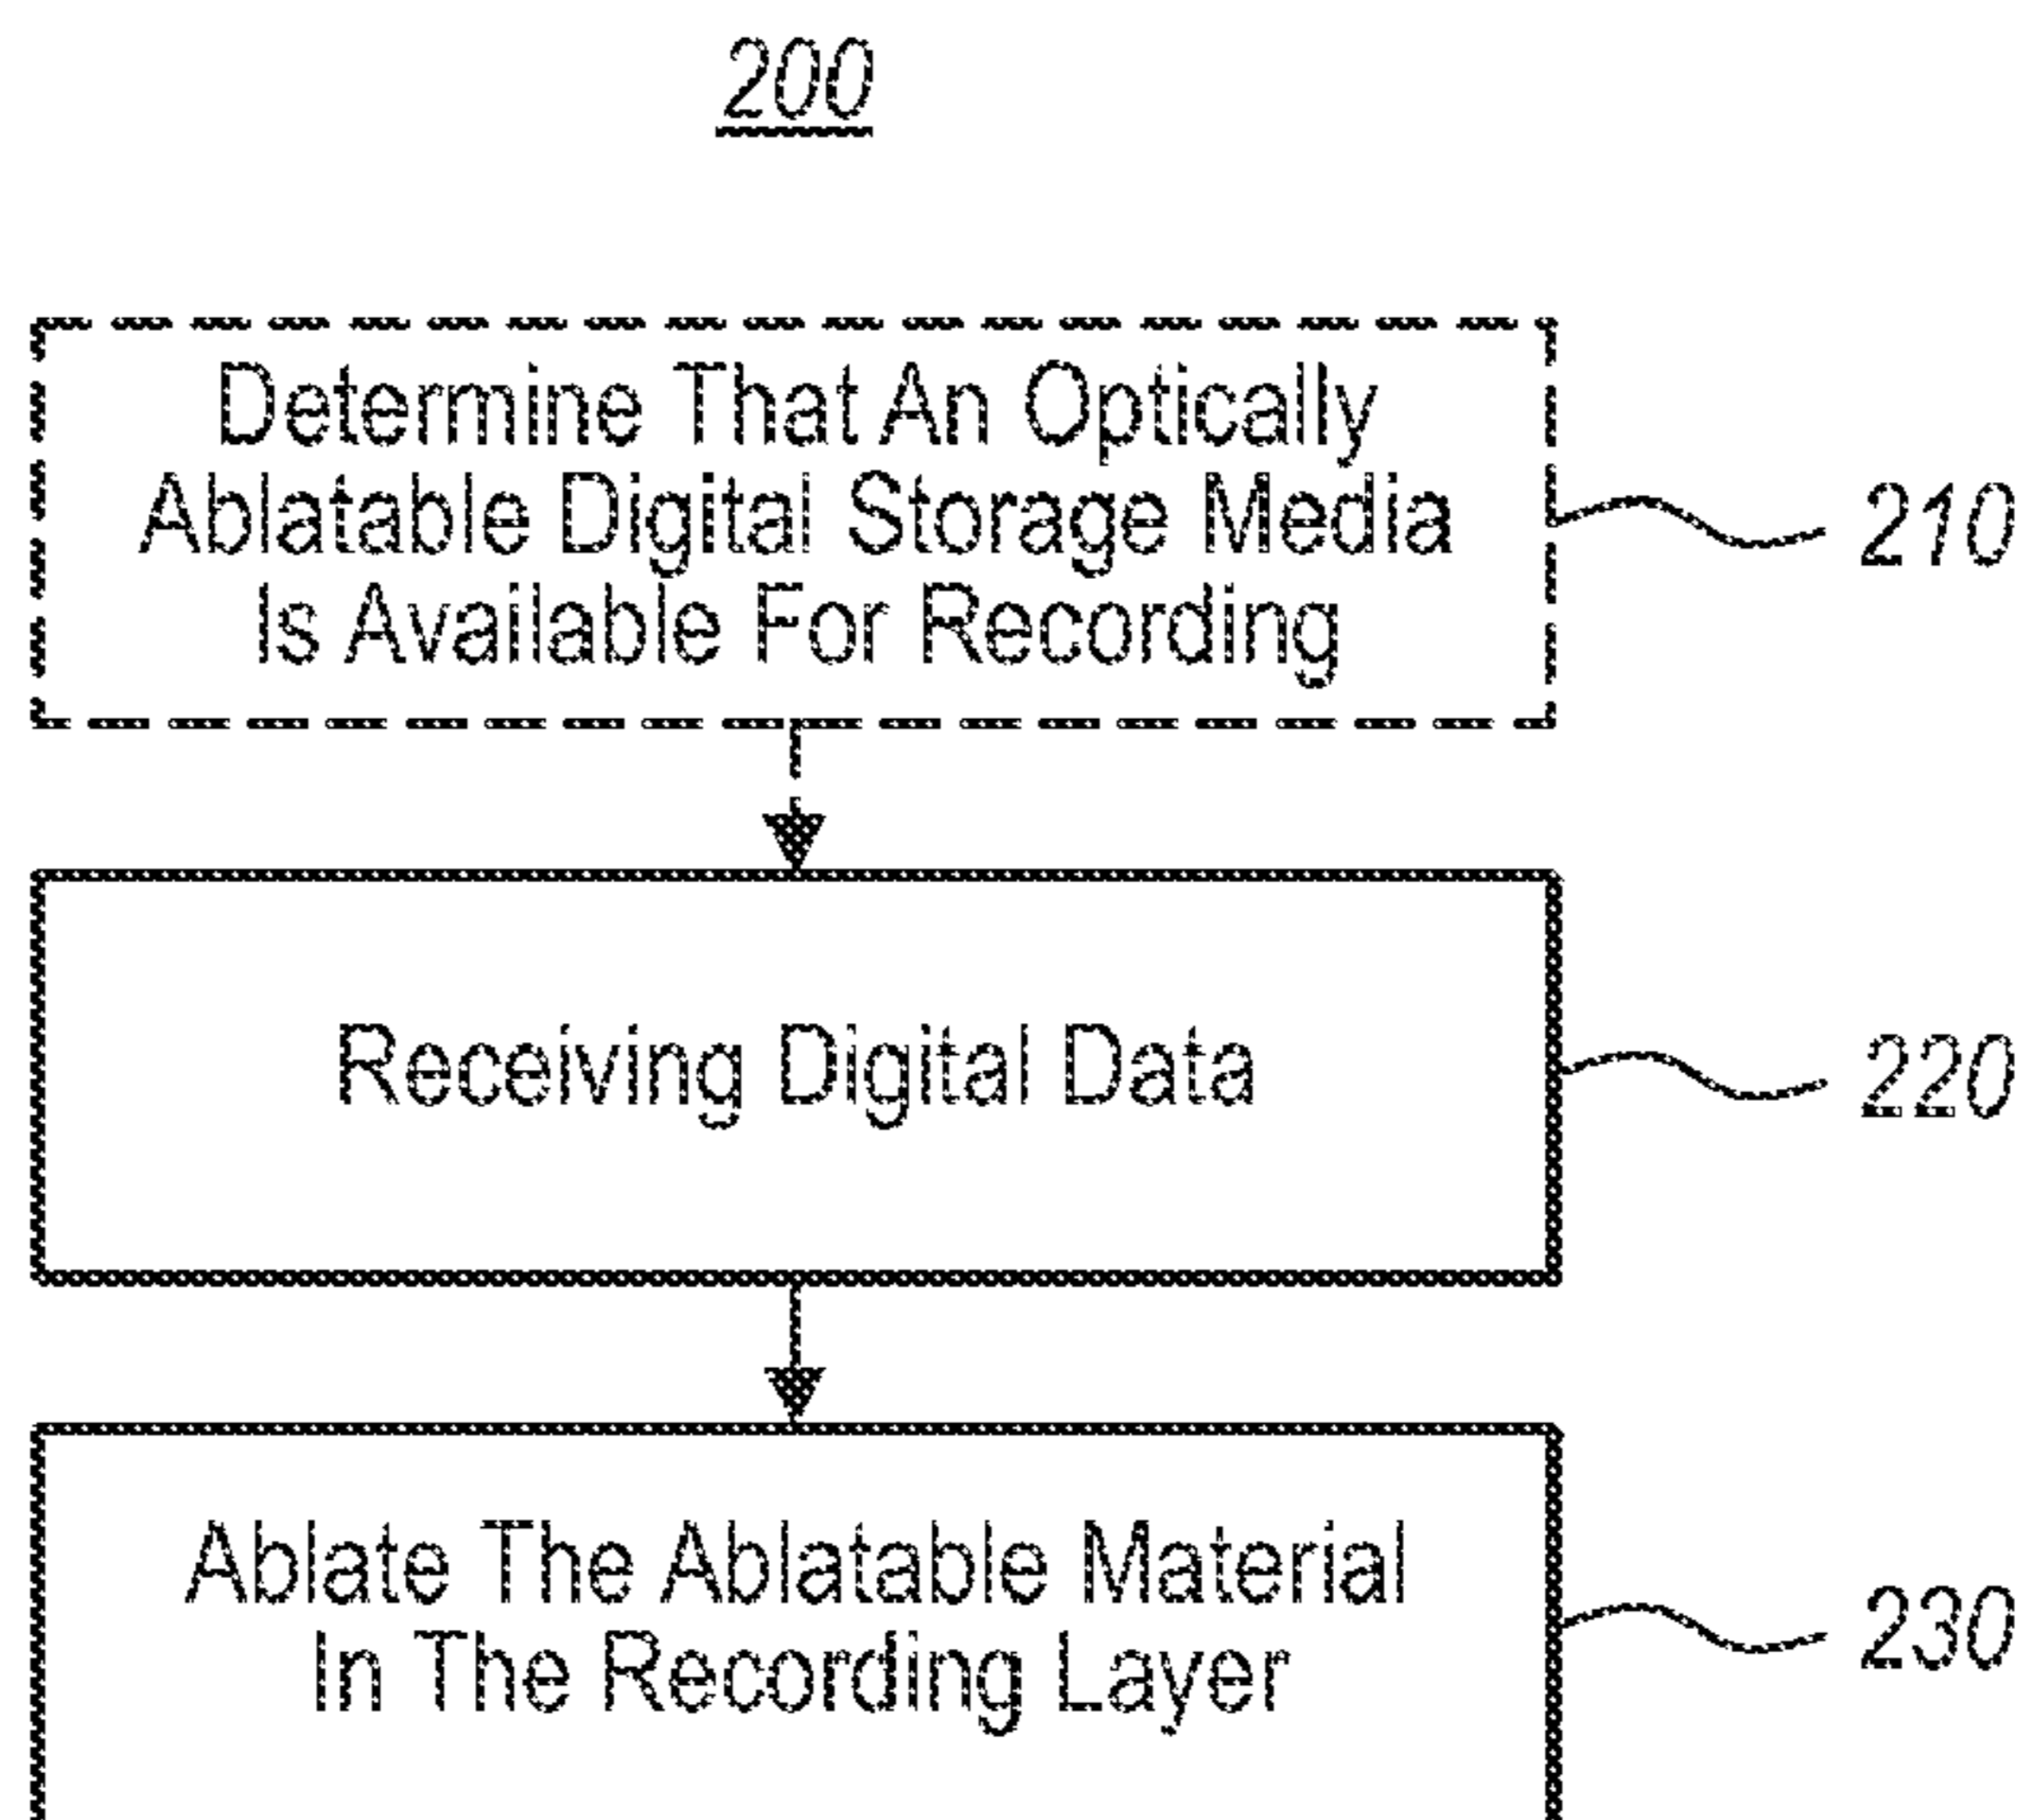 200
Determine That An Optically
Ablatable Digital Storage Media
Is Available For Recording
210
Receiving Digital Data
220
Ablate The Ablatable Material
In The Recording Layer
230